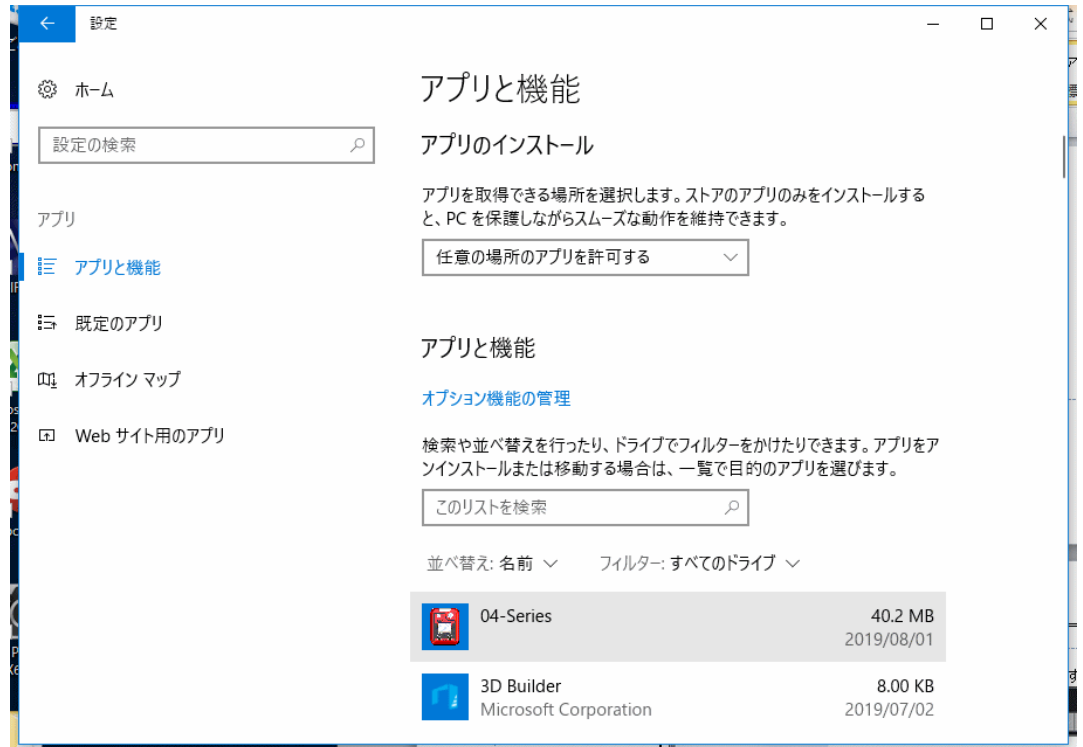 設定
ホーム
設定の検索
アプリ
アプリと機能
既定のアプリ
オフライン マップ
Web サイト用のアプリ
アプリと機能
アプリのインストール
アプリを取得できる場所を選択します。ストアのアプリのみをインストールする
と、PC を保護しながらスムーズな動作を維持できます。
任意の場所のアプリを許可する
アプリと機能
オプション機能の管理
検索や並べ替えを行ったり、ドライブでフィルターをかけたりできます。アプリをア
ンインストールまたは移動する場合は、一覧で目的のアプリを選びます。
このリストを検索
並べ替え: 名前 フィルター: すべてのドライブ
04-Series 40.2 MB
2019/08/01
3D Builder 8.00 KB
Microsoft Corporation 2019/07/02